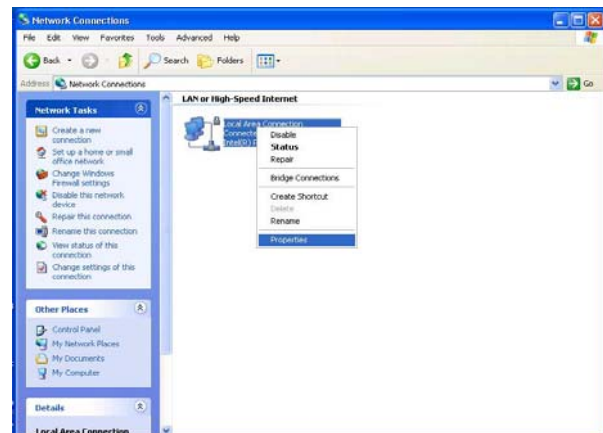 Network Connections
File Edit View Favorites Tools Advanced Help
Back Search Folders
Address Network Connections Go
Network Tasks
Create a new
connection
Set up a home or small
office network
Change Windows
Firewall settings
Disable this network
device
Repair this connection
Rename this connection
View status of this
connection
Change settings of this
connection
Other Places
Control Panel
My Network Places
My Documents
My Computer
Details
Local Area Connection
LAN or High-Speed Internet
Local Area Connection
Intel(R)
Disable
Status
Repair
Bridge Connections
Create Shortcut
Delete
Rename
Properties